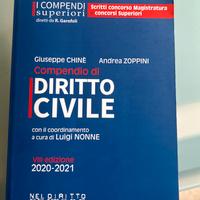 I COMPENDI
superiori
diretti da R. Garofoli
Scritti concorso Magistratura
concorsi Superiori
Giuseppe CHINÈ Andrea ZOPPINI
Compendio di
DIRITTO
CIVILE
con il coordinamento
a cura di Luigi NONNE
VIII edizione
2020-2021
NEL DIRITTO